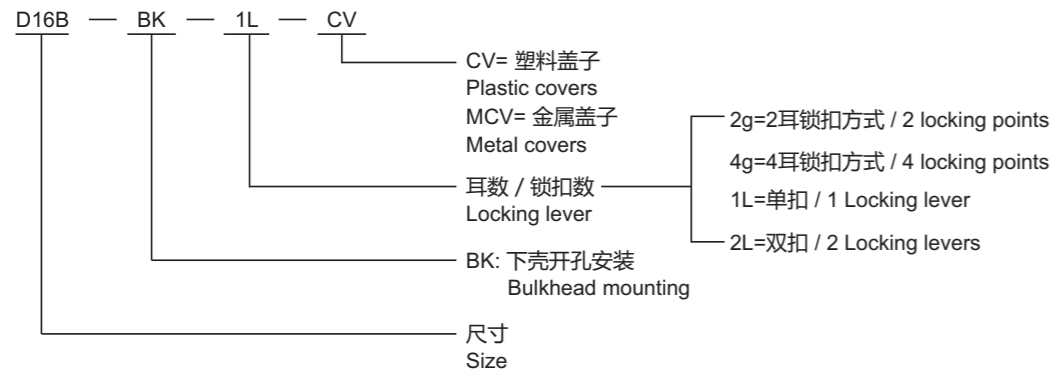 D16B — BK — 1L — CV
CV= 塑料盖子
Plastic covers
MCV= 金属盖子
Metal covers
耳数 / 锁扣数
Locking lever
2g=2耳锁扣方式 / 2 locking points
4g=4耳锁扣方式 / 4 locking points
1L=单扣 / 1 Locking lever
2L=双扣 / 2 Locking levers
BK: 下壳开孔安装
Bulkhead mounting
尺寸
Size